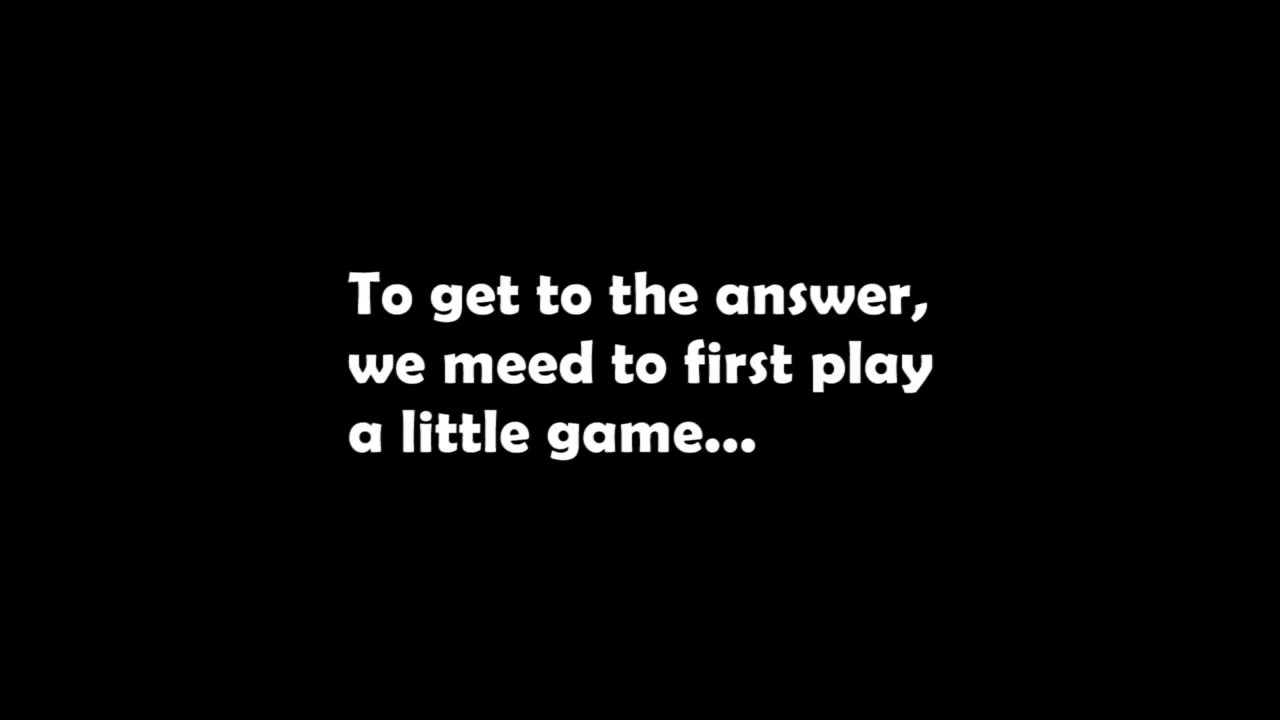 To get to the answer,
we meed to first play
a little game...